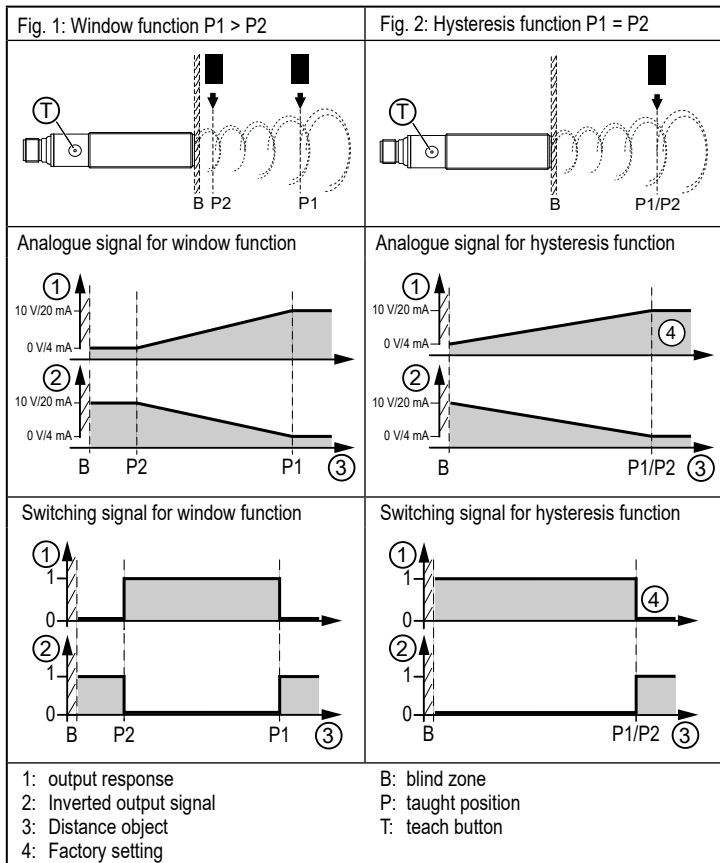 Fig. 1: Window function P1 > P2
Fig. 2: Hysteresis function P1 = P2
T
B P2 P1
T
B P1/P2
Analogue signal for window function
1
10 V/20 mA
0 V/4 mA
2
10 V/20 mA
0 V/4 mA
B P2 P1 3
Analogue signal for hysteresis function
1
10 V/20 mA
0 V/4 mA
4
2
10 V/20 mA
0 V/4 mA
B P1/P2 3
Switching signal for window function
1
1
0
2
1
0
B P2 P1 3
Switching signal for hysteresis function
1
1
0
4
2
1
0
B P1/P2 3
1: output response
2: Inverted output signal
3: Distance object
4: Factory setting
B: blind zone
P: taught position
T: teach button